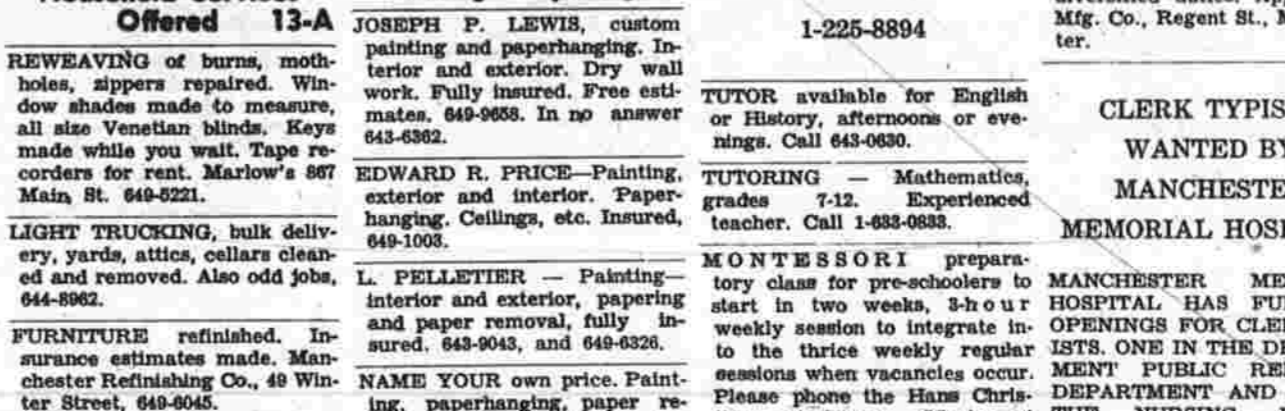 Offered 13-A
REWEAVING of burns, moth-
holes, zippers repaired. Win-
dow shades made to measure,
all size Venetian blinds. Keys
made while you wait. Tape re-
corders for rent. Marlow's 867
Main, St. 649-5221.
LIGHT TRUCKING, bulk deliv-
ery, yards, attics, cellars clean-
ed and removed. Also odd jobs,
644-8962.
FURNITURE refinished. In-
surance estimates made. Man-
chester Refinishing Co., 49 Win-
ter Street, 649-6045.
JOSEPH P. LEWIS, custom
painting and paperhanging. In-
terior and exterior. Dry wall
work. Fully insured. Free esti-
mates. 649-9658. In no answer
643-6362.
EDWARD R. PRICE—Painting,
exterior and interior. Paper-
hanging. Ceilings, etc. Insured,
649-1003.
L. PELLETIER — Painting—
interior and exterior, papering
and paper removal, fully in-
sured. 643-9043, and 649-6326.
NAME YOUR own price. Paint-
ing, paperhanging, paper re-
1-225-8894
TUTOR available for English
or History, afternoons or eve-
nings. Call 643-0630.
TUTORING — Mathematics,
grades 7-12. Experienced
teacher. Call 1-633-0833.
MONTESSORI prepara-
tory class for pre-schoolers to
start in two weeks, 3-hour
weekly session to integrate in-
to the thrice weekly regular
sessions when vacancies occur.
Please phone the Hans Chris-
Mfg. Co., Regent St.,
ter.
CLERK TYPIS
WANTED BY
MANCHESTE
MEMORIAL HOSP
MANCHESTER ME
HOSPITAL HAS FU
OPENINGS FOR CLE
ISTS. ONE IN THE DE
MENT PUBLIC RE
DEPARTMENT AND